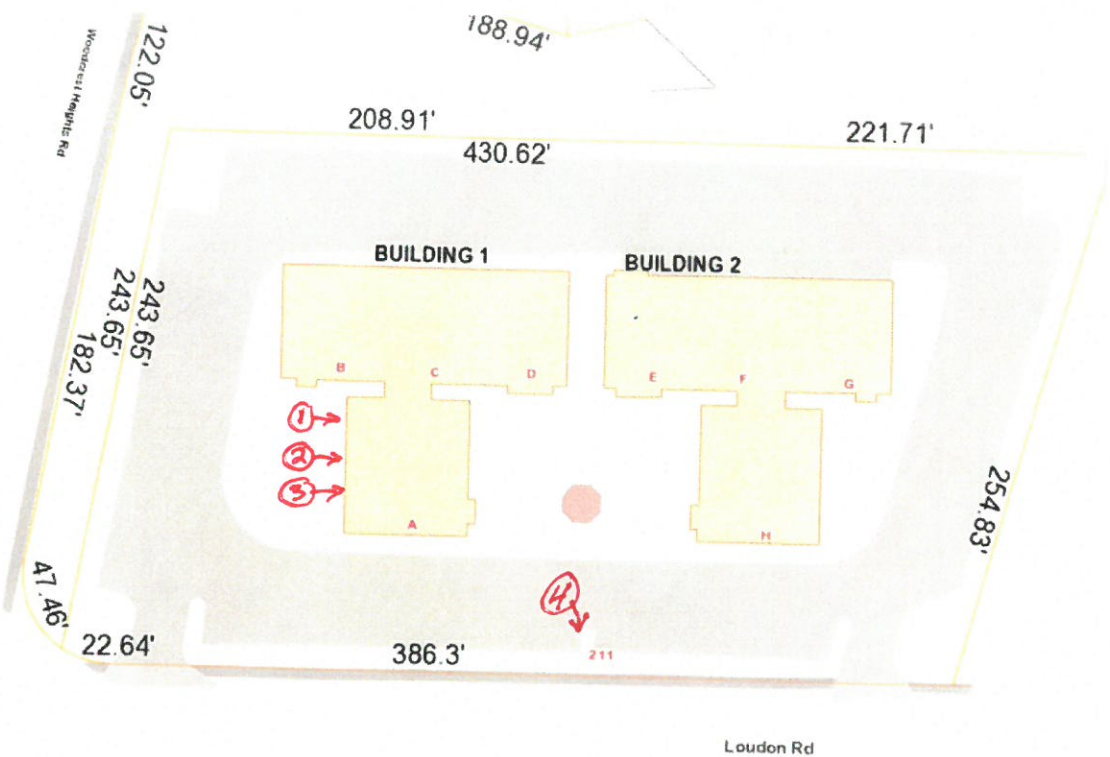 188.94'
122.05'
Woodcrest Heights Rd
208.91'
221.71'
430.62'
BUILDING 1
BUILDING 2
243.65'
243.65'
182.37'
B
C
D
E
F
G
1
2
3
A
H
254.83'
4
47.46'
22.64'
386.3'
211
Loudon Rd